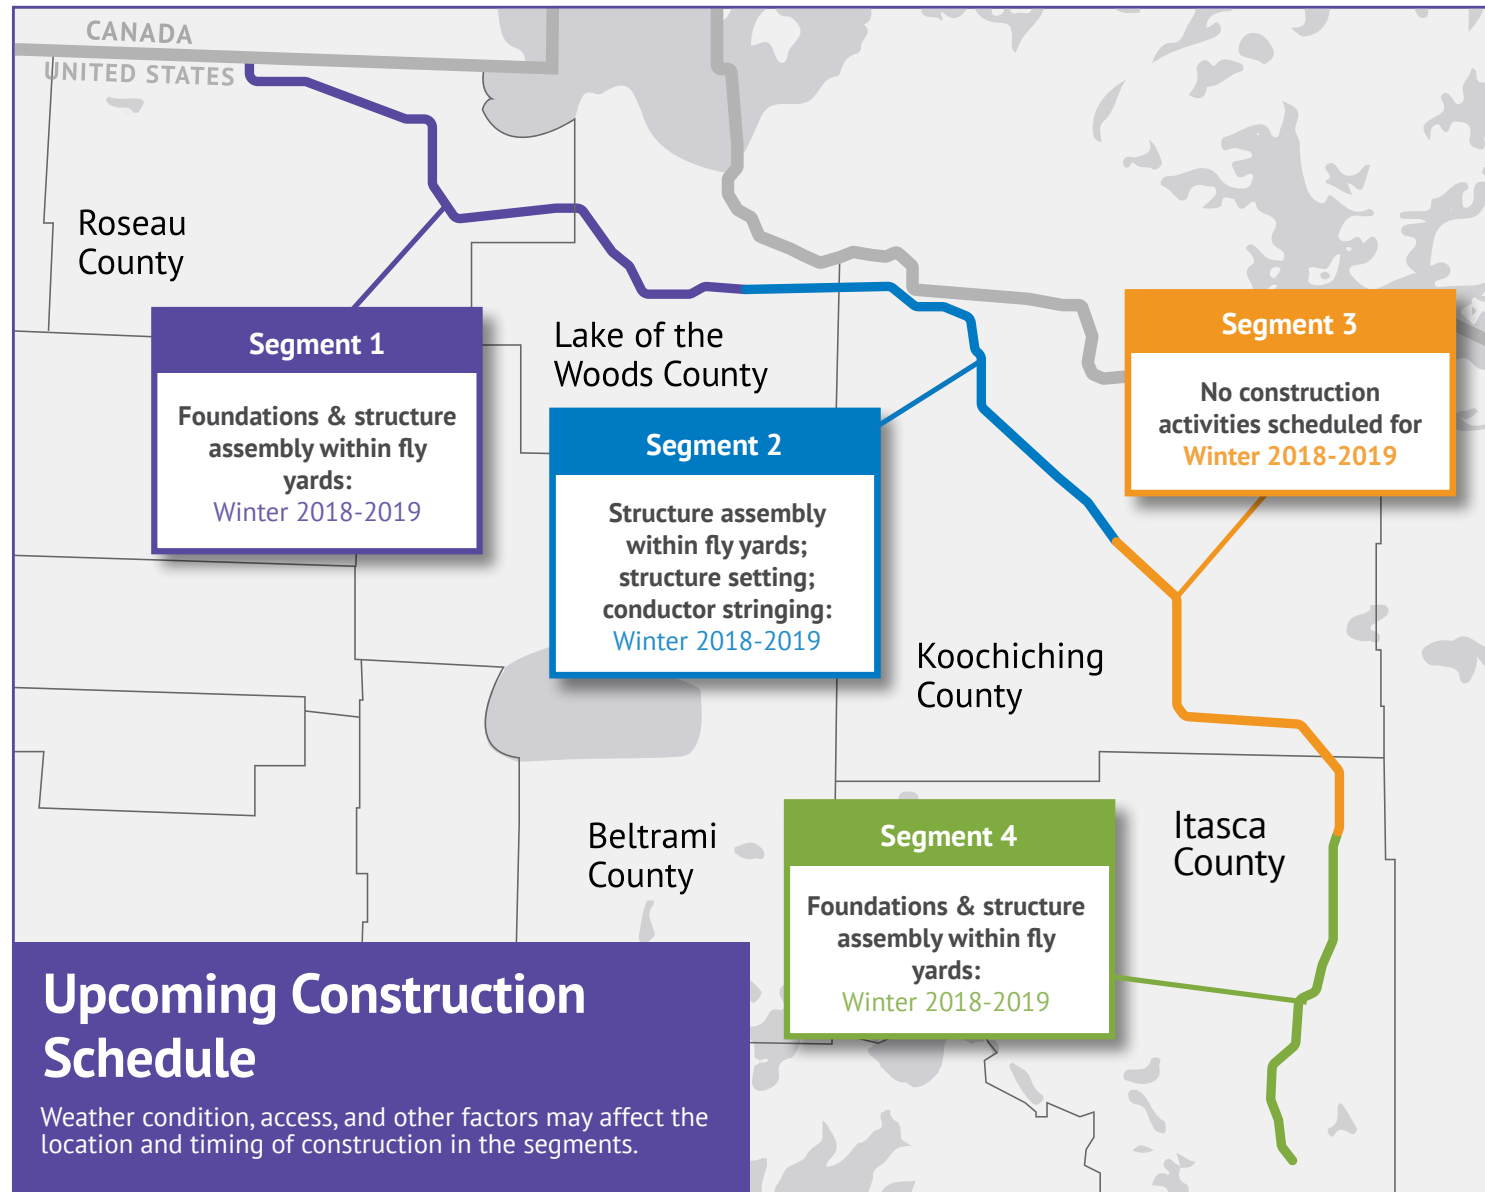 CANADA
UNITED STATES
Roseau
County
Segment 1
Foundations & structure
assembly within fly
yards:
Winter 2018-2019
Lake of the
Woods County
Segment 2
Structure assembly
within fly yards;
structure setting;
conductor stringing:
Winter 2018-2019
Segment 3
No construction
activities scheduled for
Winter 2018-2019
Koochiching
County
Beltrami
County
Segment 4
Foundations & structure
assembly within fly
yards:
Winter 2018-2019
Itasca
County
Upcoming Construction
Schedule
Weather condition, access, and other factors may affect the
location and timing of construction in the segments.